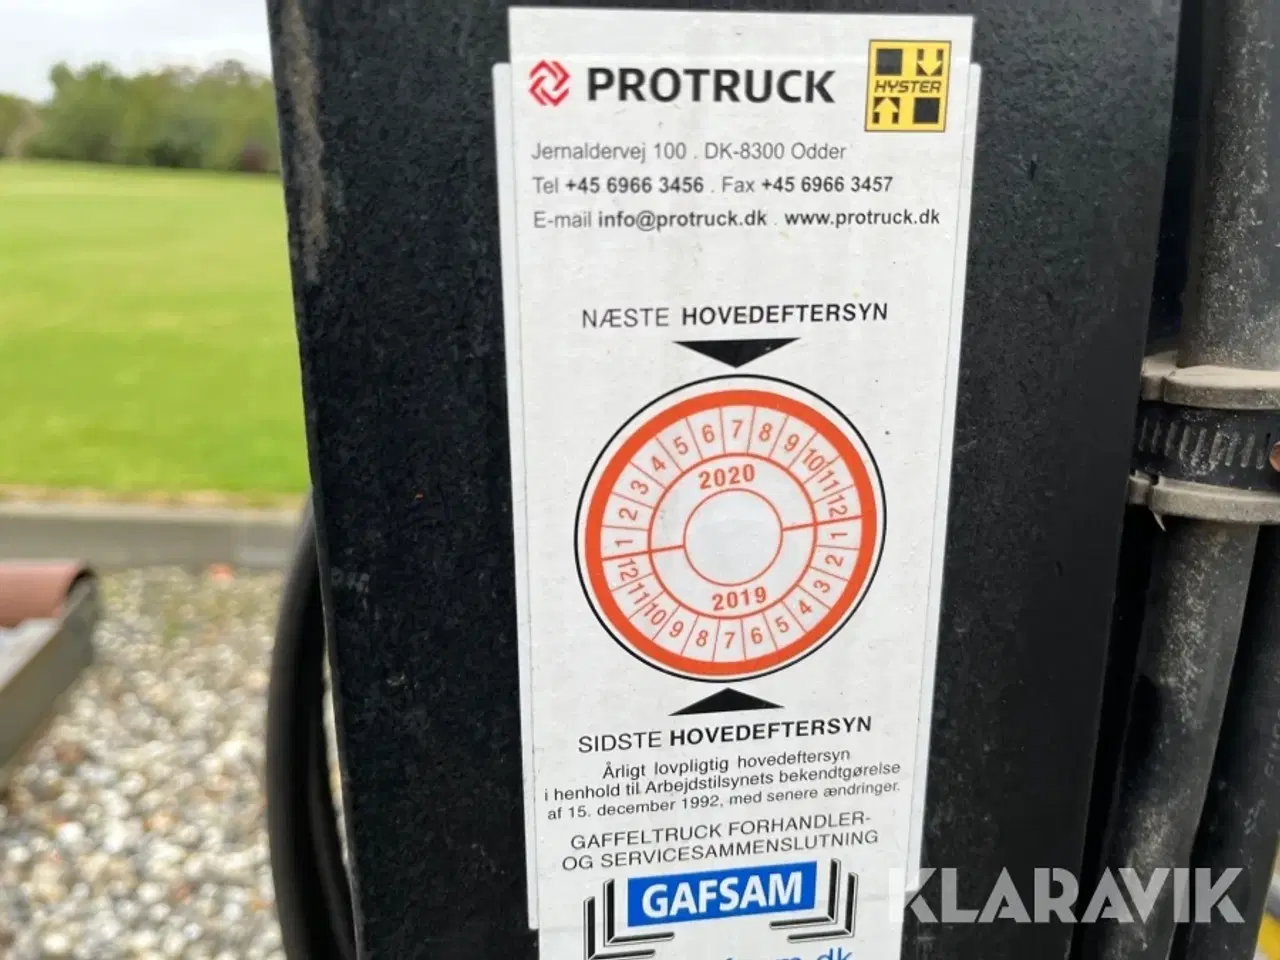 PROTRUCK
HYSTER
Jernaldervej 100 . DK-8300 Odder
Tel +45 6966 3456 . Fax +45 6966 3457
E-mail info@protruck.dk . www.protruck.dk
NÆSTE HOVEDEFTERSYN
1 2 3 4 5 6 7 8 9 10 11 12
2020
2019
12 11 10 9 8 7 6 5 4 3 2 1
SIDSTE HOVEDEFTERSYN
Årligt lovpligtig hovedeftersyn
i henhold til Arbejdstilsynets bekendtgørelse
af 15. december 1992, med senere ændringer.
GAFFELTRUCK FORHANDLER-
OG SERVICESAMMENSLUTNING
GAFSAM
KLARAVIK